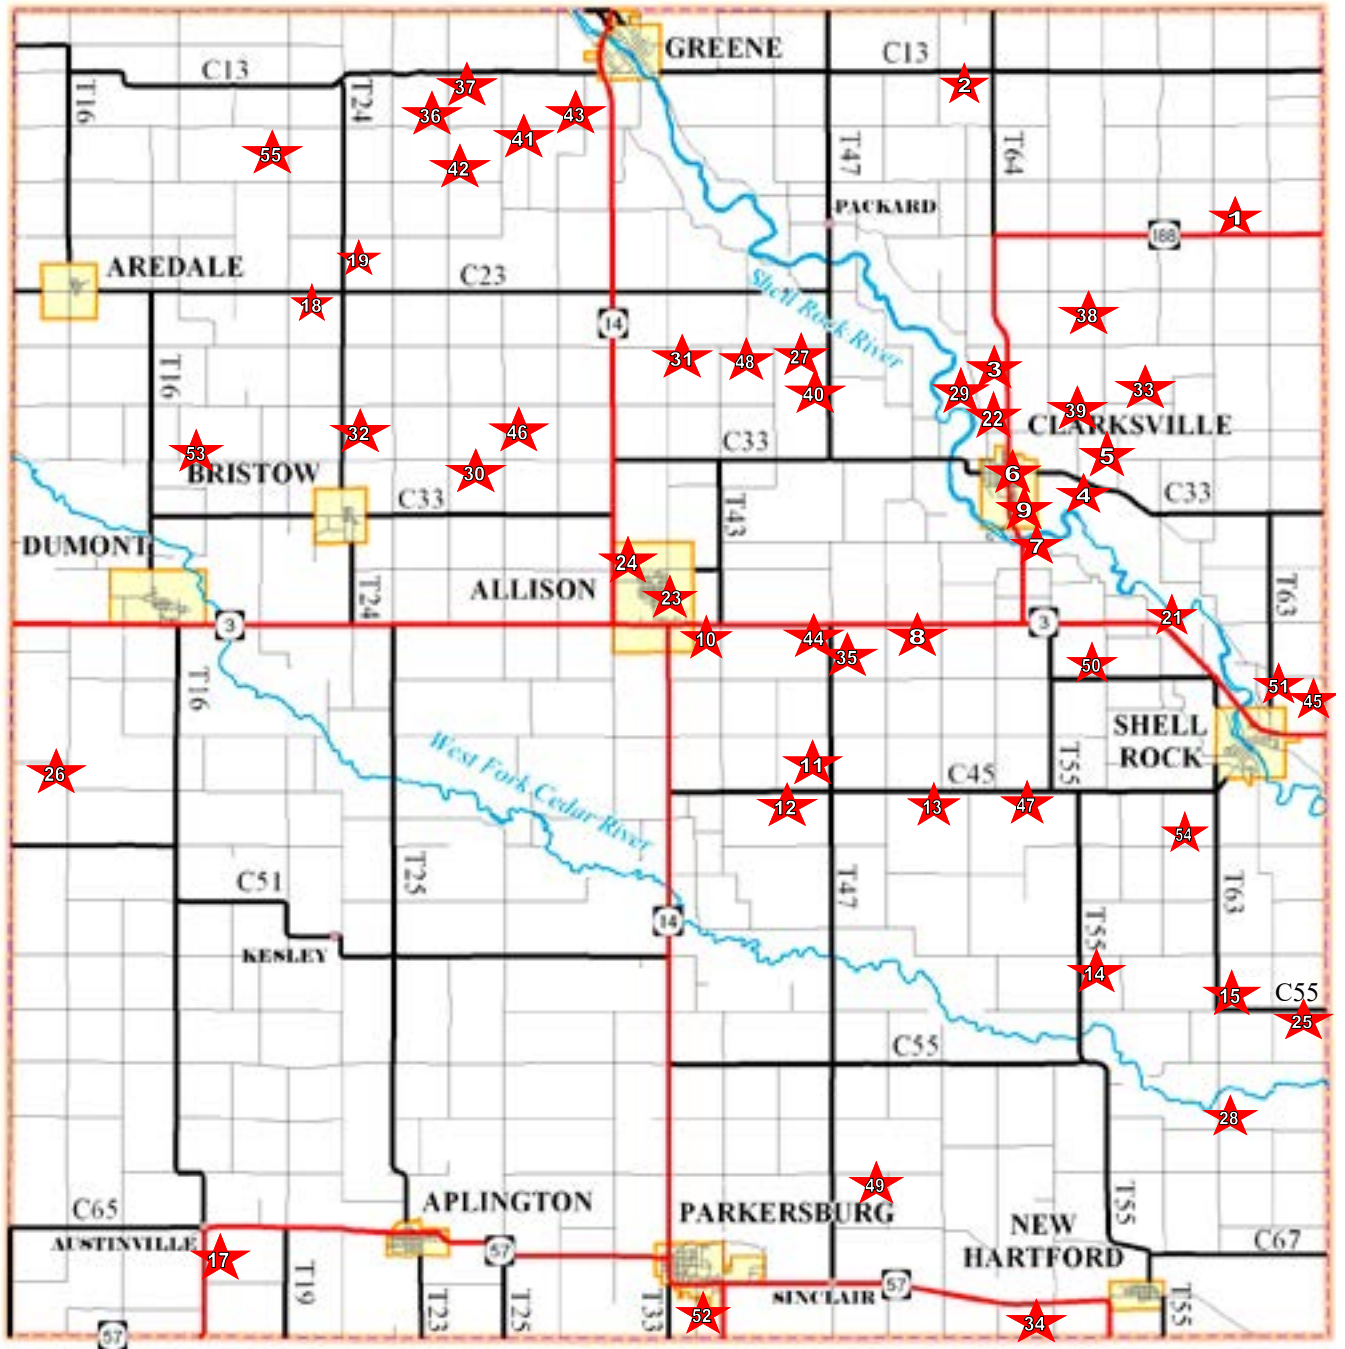 GREENE
C13
C13
37
2
T16
T24
36
43
41
T47
T64
55
42
PACKARD
1
188
19
AREDALE
C23
18
Shell Rock River
38
14
31
48
27
3
T16
29
40
39
33
22
CLARKSVILLE
32
46
C33
53
5
BRISTOW
30
6
C33
4
C33
T43
9
DUMONT
7
24
ALLISON
T24
23
T63
21
3
3
10
44
8
35
50
T16
51
45
SHELL
ROCK
West Fork Cedar River
11
T55
26
C45
12
13
47
54
T25
C51
T47
T63
14
T55
KESLEY
14
15
C55
25
C55
28
49
T55
APLINGTON
C65
PARKERSBURG
NEW
HARTFORD
AUSTINVILLE
C67
17
57
T19
57
SINCLAIR
T23
T25
T33
52
T55
34
57